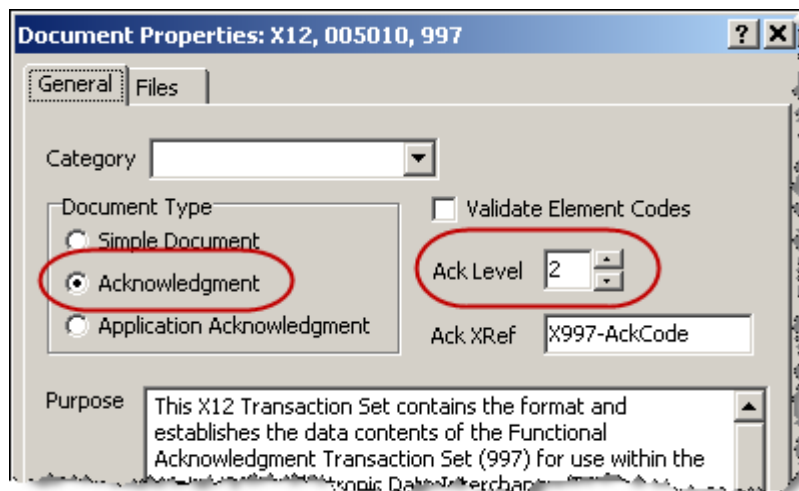 Document Properties: X12, 005010, 997
General Files
Category
Document Type
Validate Element Codes
Simple Document
Acknowledgment
Ack Level 2
Application Acknowledgment
Ack XRef X997-AckCode
Purpose
This X12 Transaction Set contains the format and
establishes the data contents of the Functional
Acknowledgment Transaction Set (997) for use within the